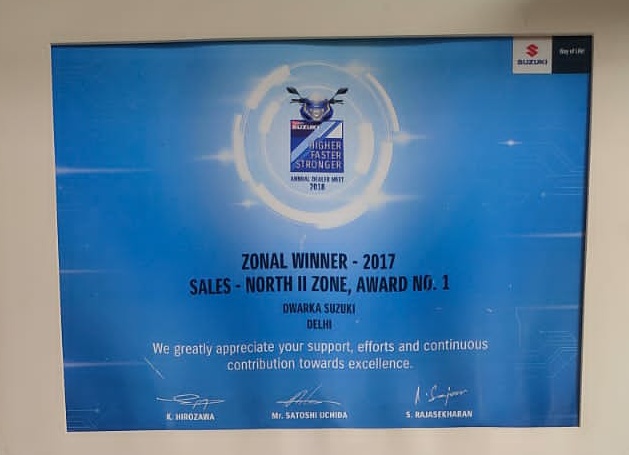 SUZUKI
Way of Life!
SUZUKI
HIGHER
FASTER
STRONGER
ANNUAL DEALER MEET
2018
ZONAL WINNER - 2017
SALES - NORTH II ZONE, AWARD NO. 1
DWARKA SUZUKI
DELHI
We greatly appreciate your support, efforts and continuous
contribution towards excellence.
K. HIROZAWA
Mr. SATOSHI UCHIDA
S. RAJASEKHARAN